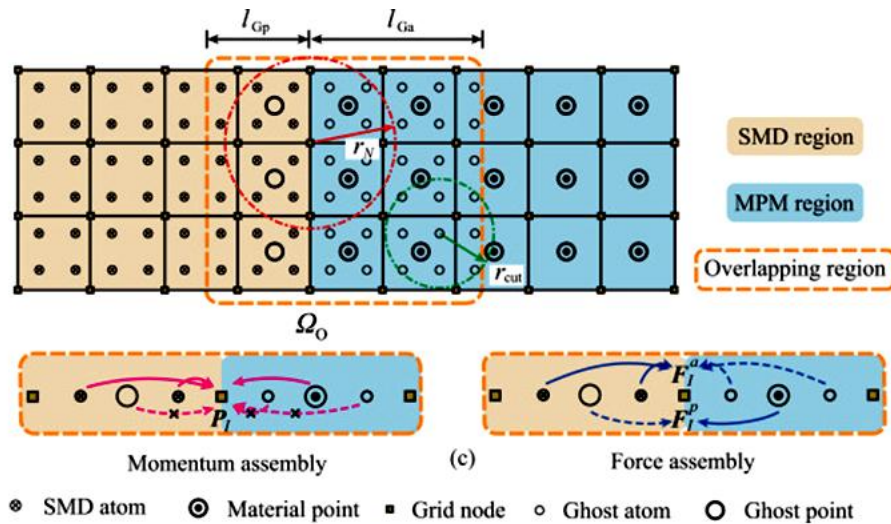 l_Gp l_Ga
r_N
r_cut
Ω_O
SMD region
MPM region
Overlapping region
P_I
F_I^a
F_I^p
Momentum assembly (c) Force assembly
SMD atom Material point Grid node Ghost atom Ghost point